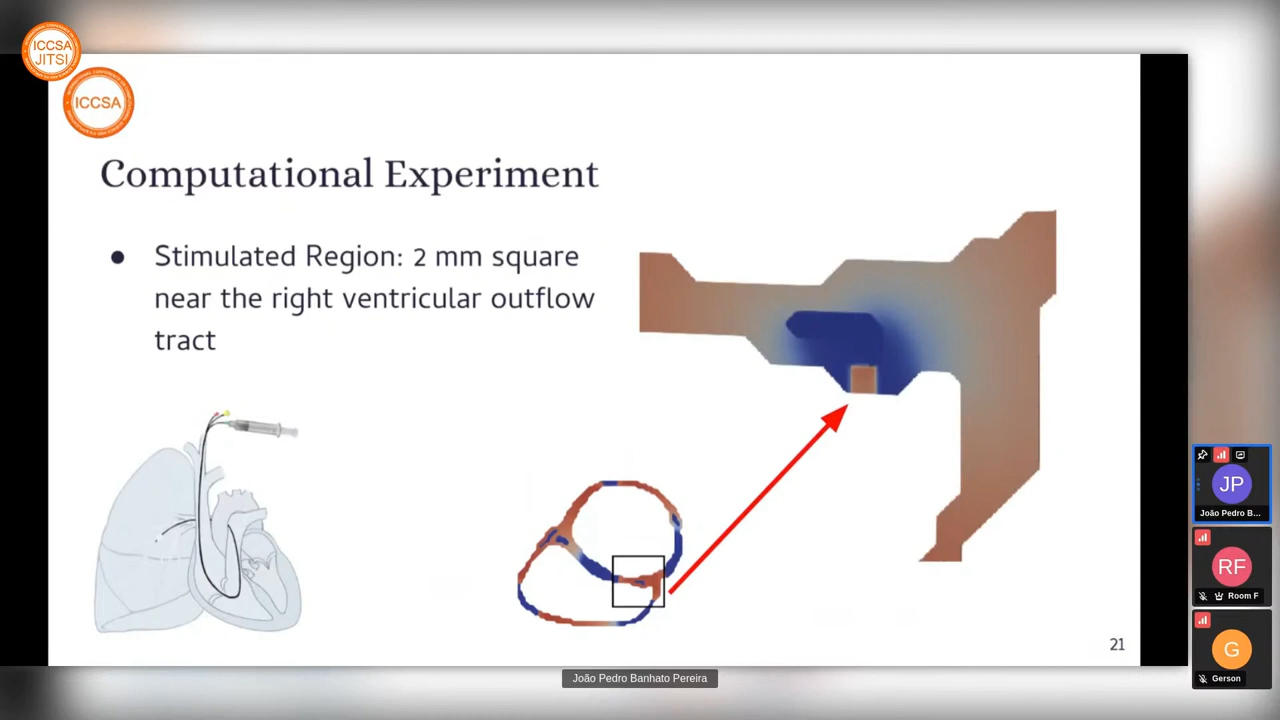 ICCSA
JITSI
ICCSA
Computational Experiment
● Stimulated Region: 2 mm square
near the right ventricular outflow
tract
21
JP
João Pedro B...
RF
Room F
G
Gerson
João Pedro Banhato Pereira